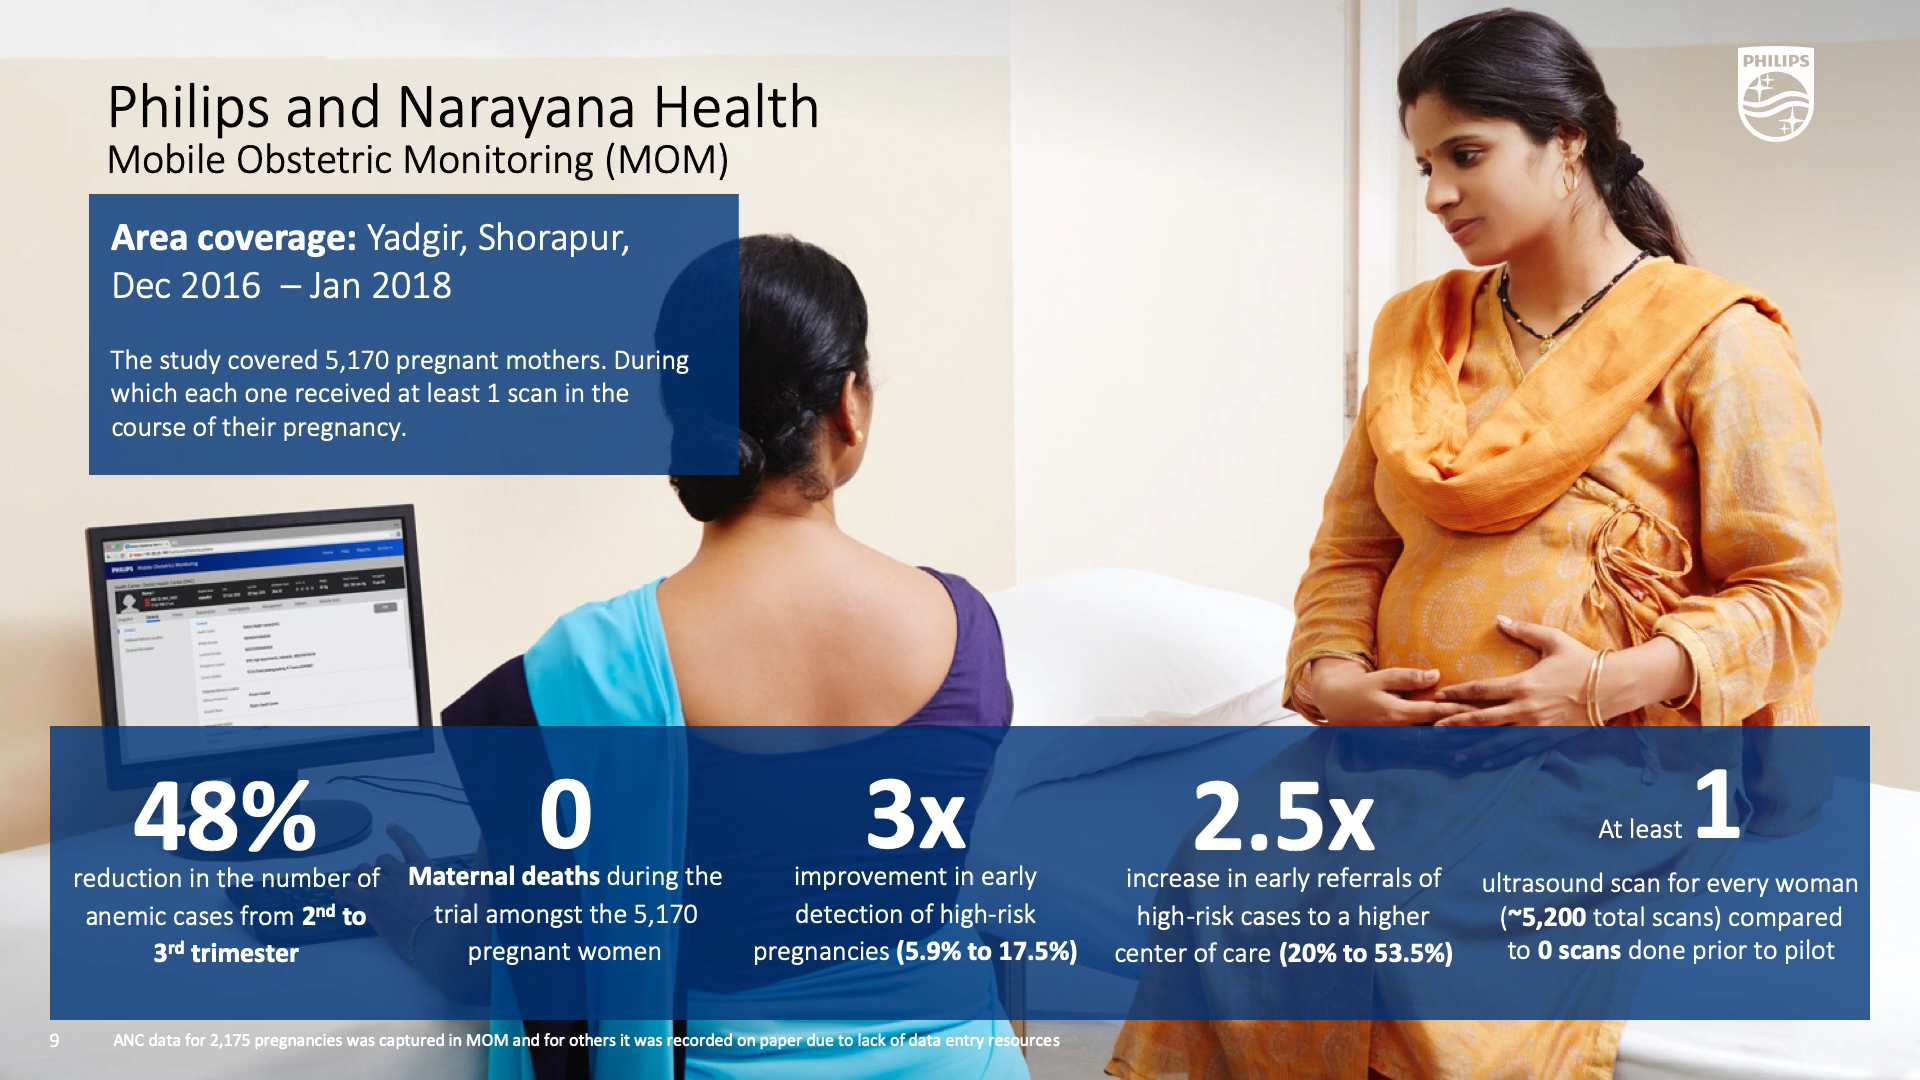 PHILIPS
Philips and Narayana Health
Mobile Obstetric Monitoring (MOM)
Area coverage: Yadgir, Shorapur,
Dec 2016 – Jan 2018
The study covered 5,170 pregnant mothers. During
which each one received at least 1 scan in the
course of their pregnancy.
PHILIPS Mobile Obstetrics Monitoring
48%
reduction in the number of
anemic cases from 2nd to
3rd trimester
0
Maternal deaths during the
trial amongst the 5,170
pregnant women
3x
improvement in early
detection of high-risk
pregnancies (5.9% to 17.5%)
2.5x
increase in early referrals of
high-risk cases to a higher
center of care (20% to 53.5%)
At least 1
ultrasound scan for every woman
(~5,200 total scans) compared
to 0 scans done prior to pilot
9
ANC data for 2,175 pregnancies was captured in MOM and for others it was recorded on paper due to lack of data entry resources